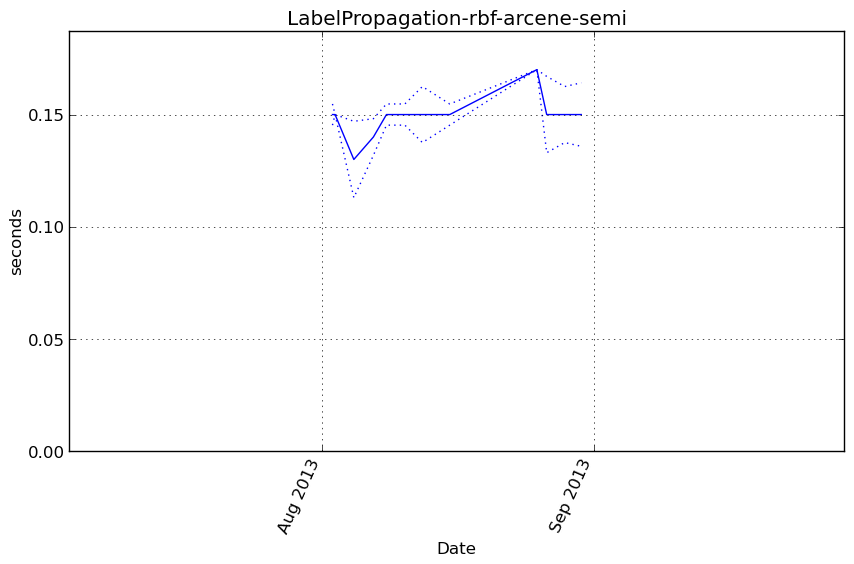 LabelPropagation-rbf-arcene-semi
0.15
0.10
0.05
0.00
seconds
Aug 2013
Sep 2013
Date